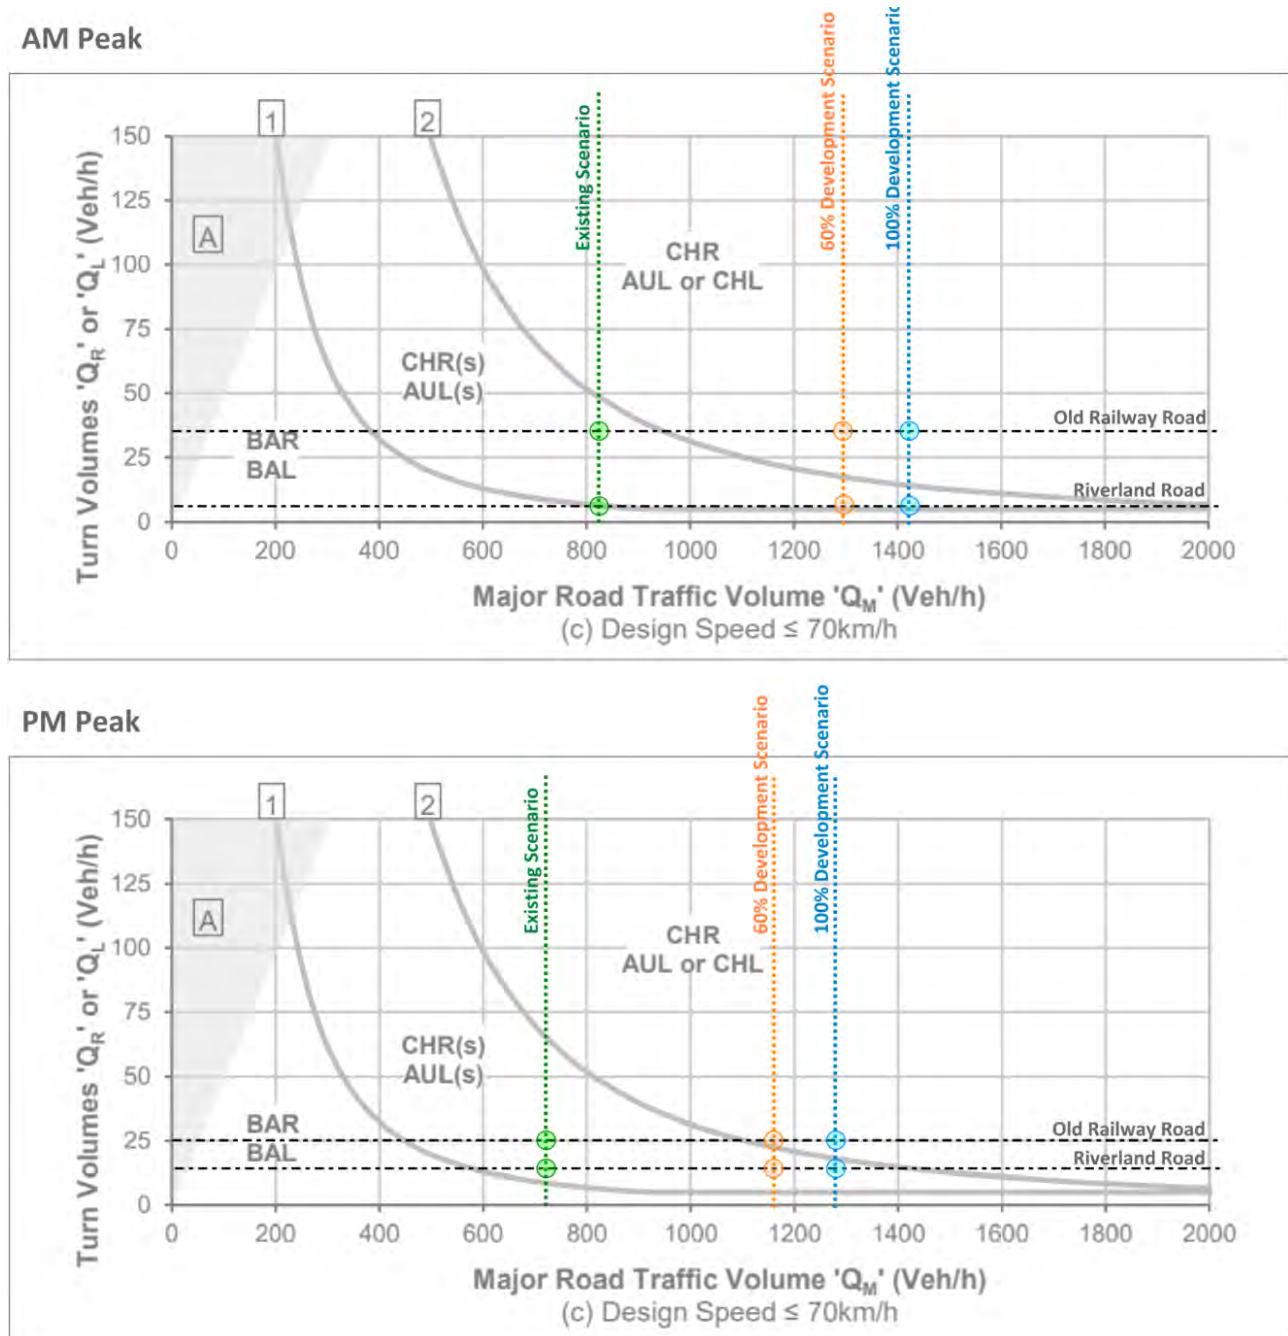 AM Peak
Existing Scenario
60% Development Scenario
100% Development Scenario
1
2
150
125
100
75
50
25
0
Turn Volumes 'QR' or 'QL' (Veh/h)
A
CHR
AUL or CHL
CHR(s)
AUL(s)
BAR
BAL
Old Railway Road
Riverland Road
0 200 400 600 800 1000 1200 1400 1600 1800 2000
Major Road Traffic Volume 'QM' (Veh/h)
(c) Design Speed ≤ 70km/h
PM Peak
Existing Scenario
60% Development Scenario
100% Development Scenario
1
2
150
125
100
75
50
25
0
Turn Volumes 'QR' or 'QL' (Veh/h)
A
CHR
AUL or CHL
CHR(s)
AUL(s)
BAR
BAL
Old Railway Road
Riverland Road
0 200 400 600 800 1000 1200 1400 1600 1800 2000
Major Road Traffic Volume 'QM' (Veh/h)
(c) Design Speed ≤ 70km/h